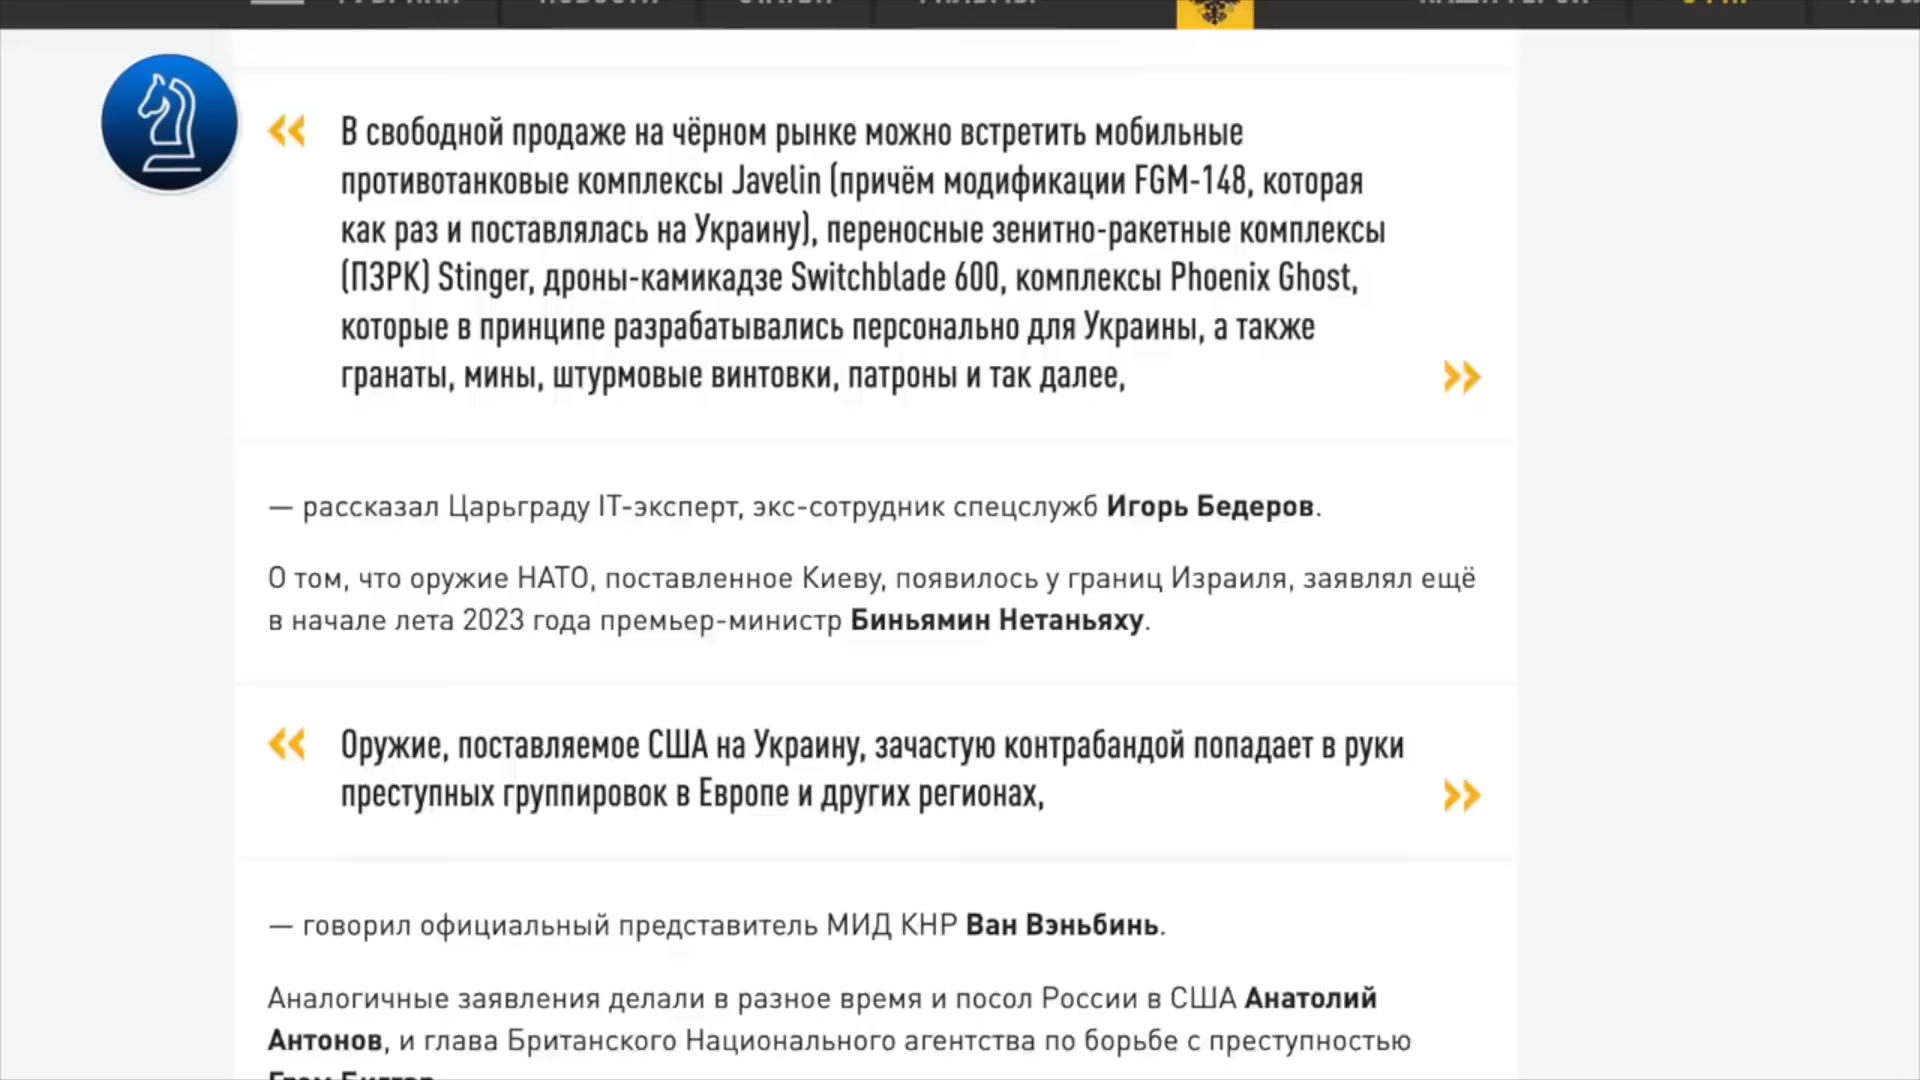 В свободной продаже на чёрном рынке можно встретить мобильные
противотанковые комплексы Javelin (причём модификации FGM-148, которая
как раз и поставлялась на Украину), переносные зенитно-ракетные комплексы
(ПЗРК) Stinger, дроны-камикадзе Switchblade 600, комплексы Phoenix Ghost,
которые в принципе разрабатывались персонально для Украины, а также
гранаты, мины, штурмовые винтовки, патроны и так далее,
— рассказал Царьграду IT-эксперт, экс-сотрудник спецслужб Игорь Бедеров.
О том, что оружие НАТО, поставленное Киеву, появилось у границ Израиля, заявлял ещё
в начале лета 2023 года премьер-министр Биньямин Нетаньяху.
Оружие, поставляемое США на Украину, зачастую контрабандой попадает в руки
преступных группировок в Европе и других регионах,
— говорил официальный представитель МИД КНР Ван Вэньбинь.
Аналогичные заявления делали в разное время и посол России в США Анатолий
Антонов, и глава Британского Национального агентства по борьбе с преступностью